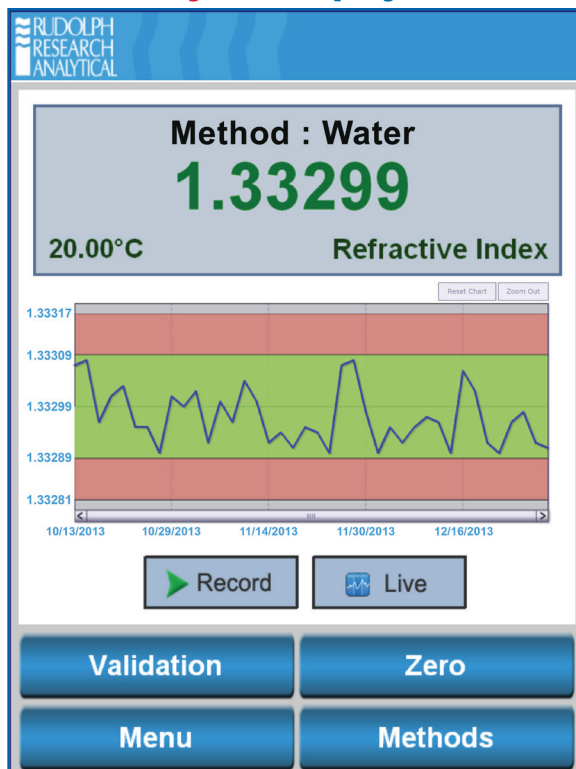 RUDOLPH
RESEARCH
ANALYTICAL
Method : Water
1.33299
20.00°C Refractive Index
Reset Chart Zoom Out
1.33317
1.33309
1.33299
1.33289
1.33281
10/13/2013 10/29/2013 11/14/2013 11/30/2013 12/16/2013
Record Live
Validation Zero
Menu Methods